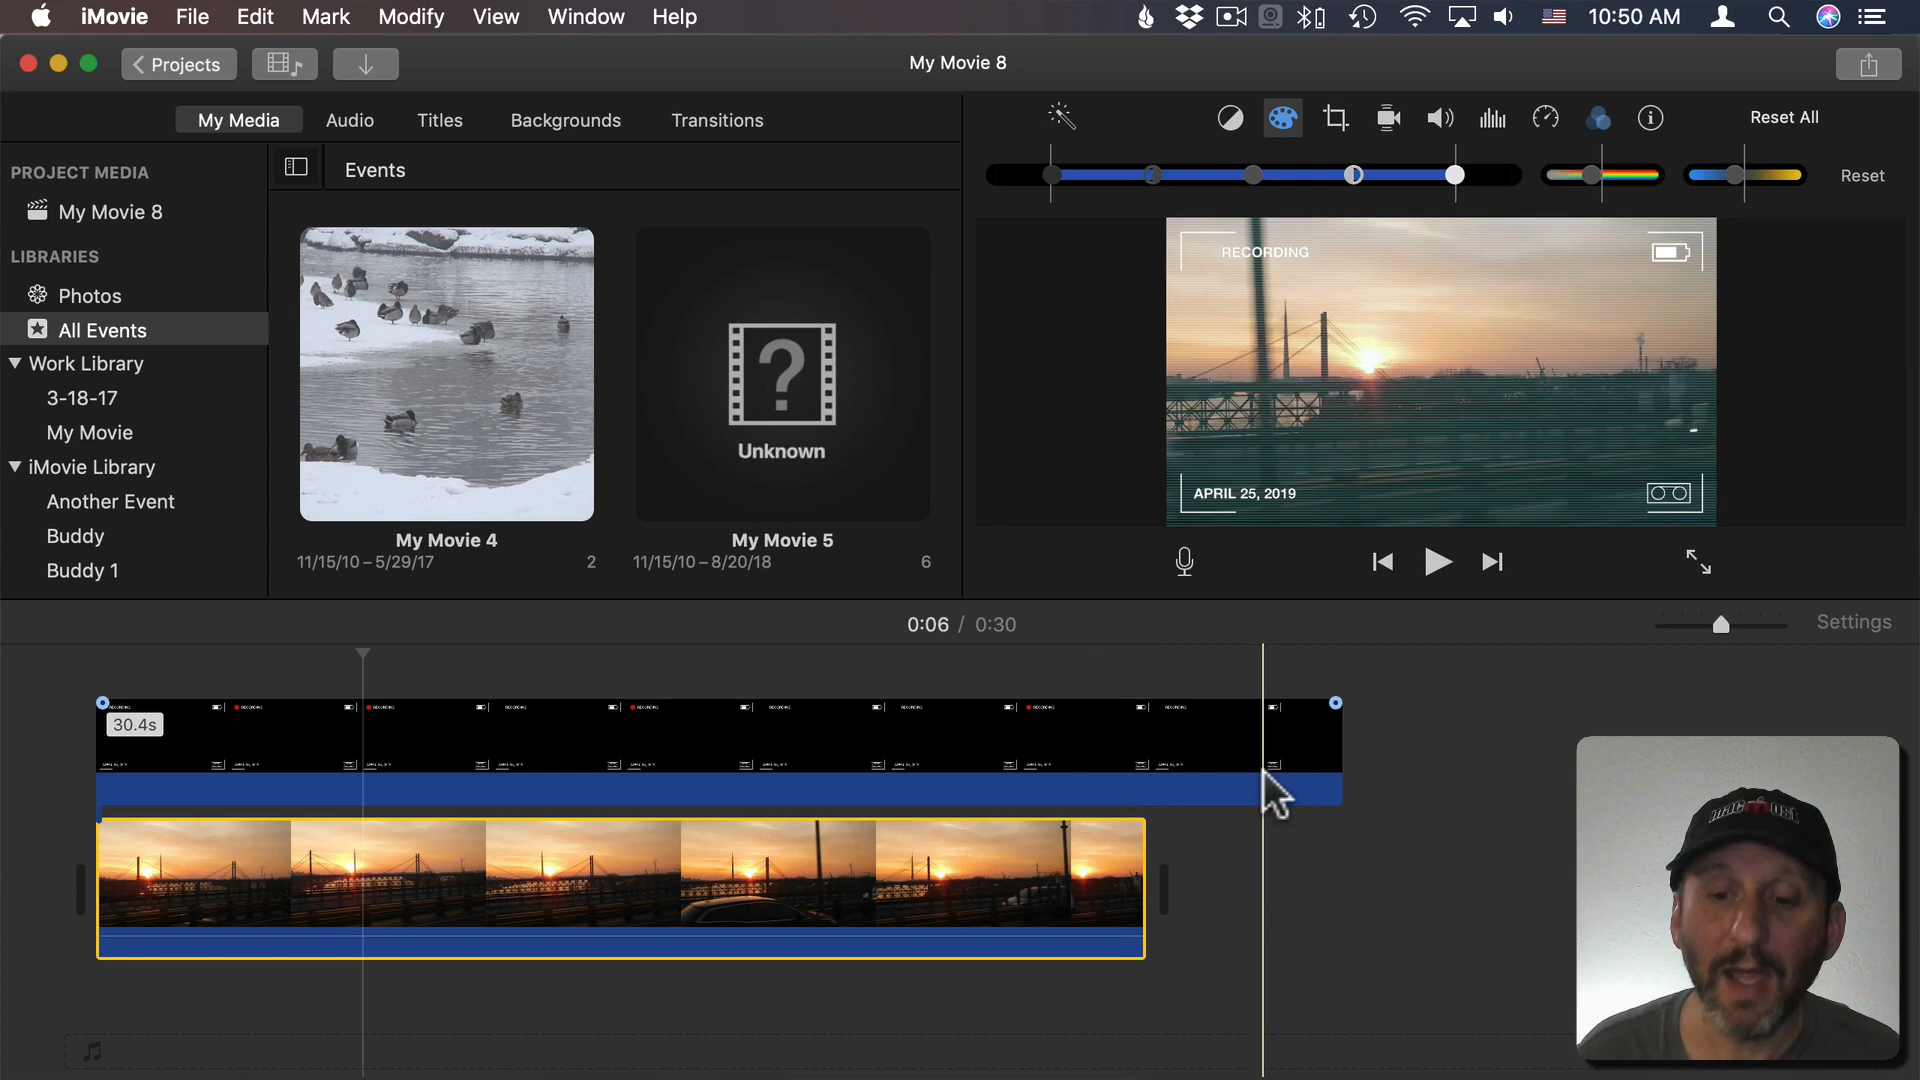 iMovie File Edit Mark Modify View Window Help 10:50 AM
Projects
My Movie 8
My Media Audio Titles Backgrounds Transitions
Reset All
PROJECT MEDIA
My Movie 8
LIBRARIES
Photos
All Events
Work Library
3-18-17
My Movie
iMovie Library
Another Event
Buddy
Buddy 1
Events
?
Unknown
My Movie 4
11/15/10 – 5/29/17 2
My Movie 5
11/15/10 – 8/20/18 6
Reset
RECORDING
APRIL 25, 2019
0:06 / 0:30
Settings
30.4s